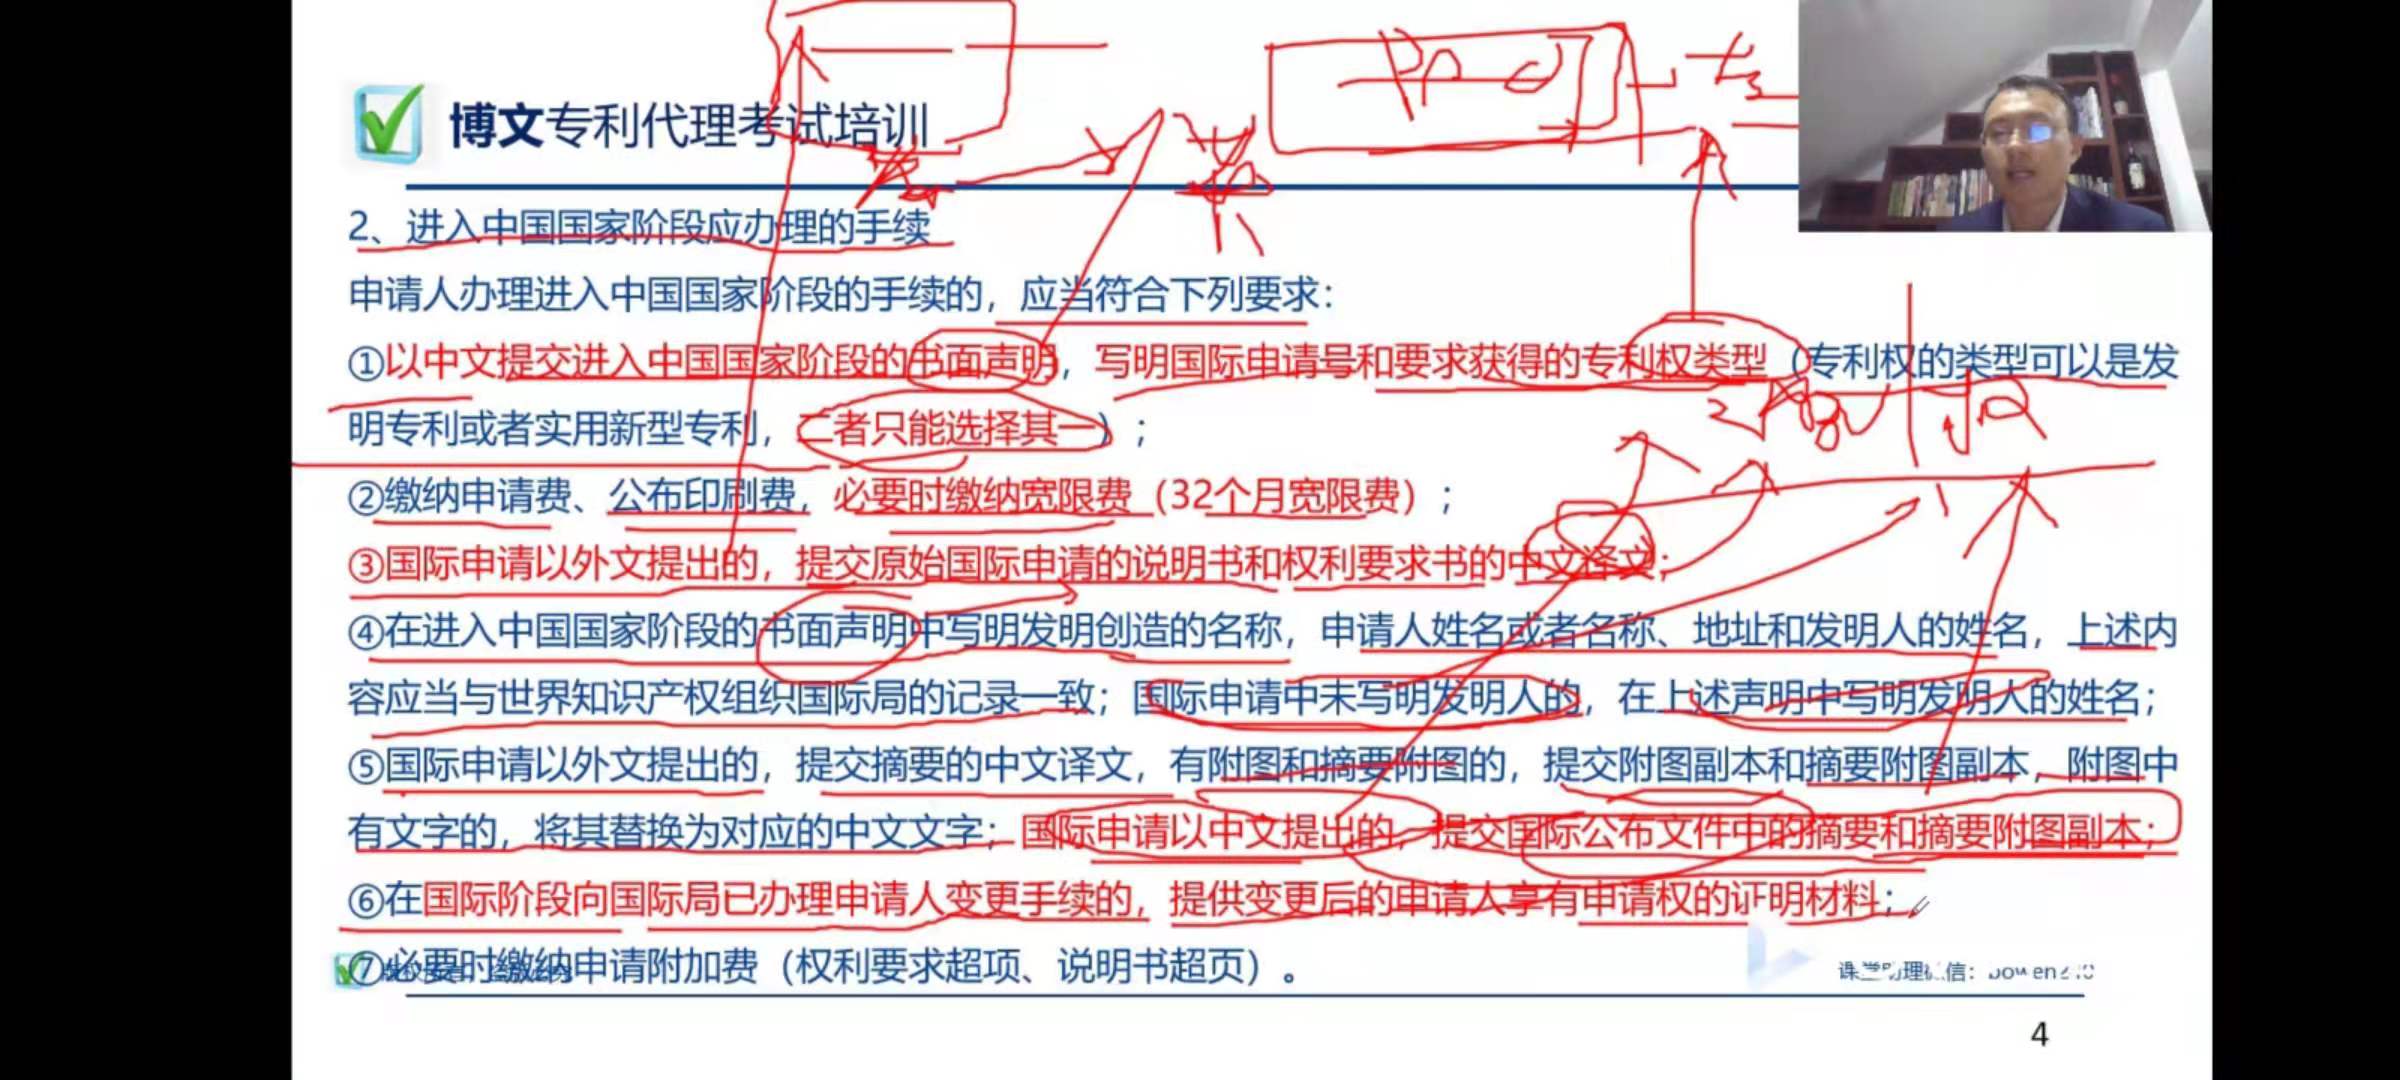 博文专利代理考试培训
2、进入中国国家阶段应办理的手续
申请人办理进入中国国家阶段的手续的，应当符合下列要求：
①以中文提交进入中国国家阶段的书面声明，写明国际申请号和要求获得的专利权类型（专利权的类型可以是发
明专利或者实用新型专利，二者只能选择其一）；
②缴纳申请费、公布印刷费，必要时缴纳宽限费（32个月宽限费）；
③国际申请以外文提出的，提交原始国际申请的说明书和权利要求书的中文译文；
④在进入中国国家阶段的书面声明中写明发明创造的名称，申请人姓名或者名称、地址和发明人的姓名，上述内
容应当与世界知识产权组织国际局的记录一致；国际申请中未写明发明人的，在上述声明中写明发明人的姓名；
⑤国际申请以外文提出的，提交摘要的中文译文，有附图和摘要附图的，提交附图副本和摘要附图副本，附图中
有文字的，将其替换为对应的中文文字；国际申请以中文提出的，提交国际公布文件中的摘要和摘要附图副本；
⑥在国际阶段向国际局已办理申请人变更手续的，提供变更后的申请人享有申请权的证明材料；
⑦必要时缴纳申请附加费（权利要求超项、说明书超页）。
课堂助理微信：
4